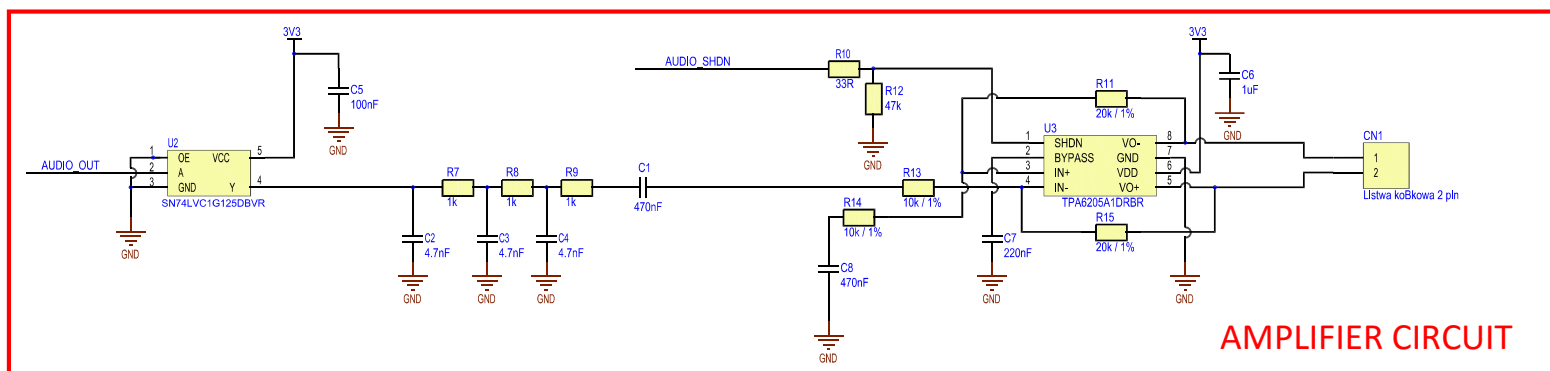 3V3
C5
100nF
GND
AUDIO_OUT
U2
1
2
3
OE
A
GND
VCC
Y
5
4
SN74LVC1G125DBVR
GND
R7
1k
R8
1k
R9
1k
C1
470nF
C2
4.7nF
GND
C3
4.7nF
GND
C4
4.7nF
GND
AUDIO_SHDN
R10
33R
R12
47k
GND
R13
10k / 1%
R14
10k / 1%
C8
470nF
GND
R11
20k / 1%
U3
1
2
3
4
SHDN
BYPASS
IN+
IN-
VO-
GND
VDD
VO+
8
7
6
5
TPA6205A1DRBR
R15
20k / 1%
C7
220nF
GND
GND
3V3
C6
1uF
GND
CN1
1
2
LIstwa koBkowa 2 pIn
AMPLIFIER CIRCUIT